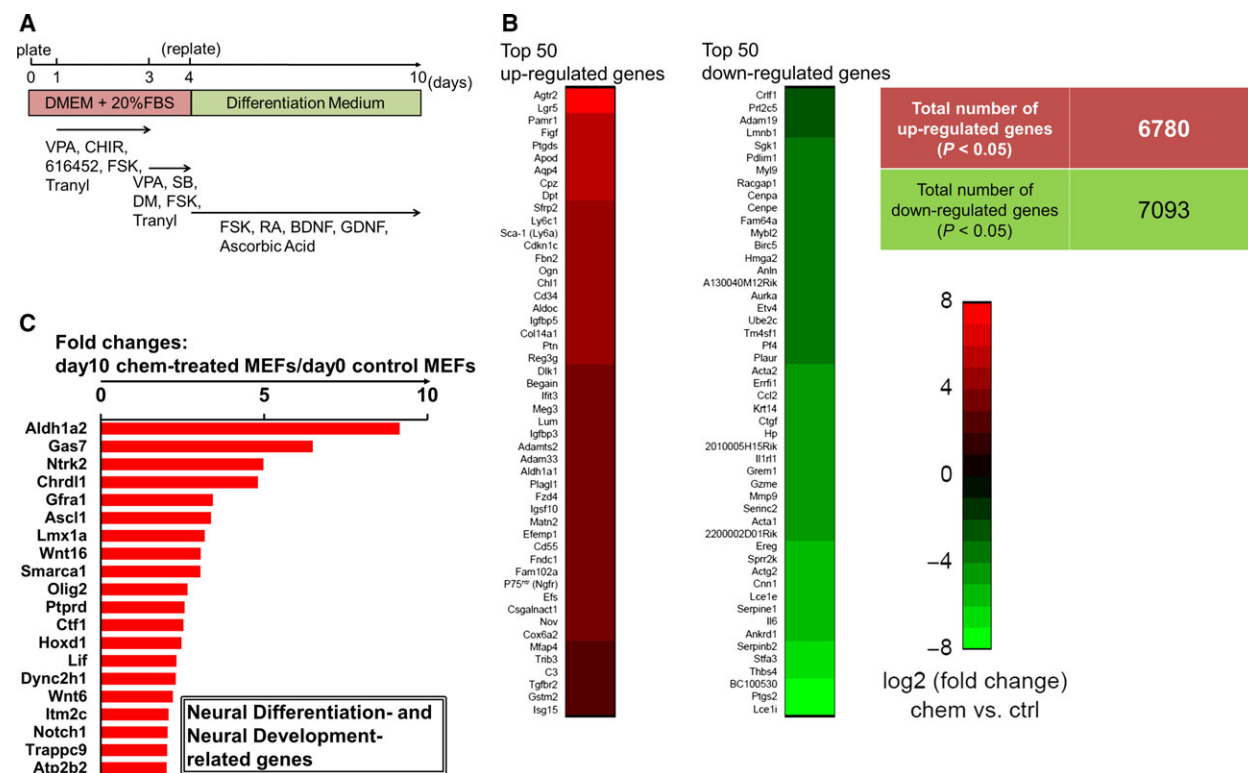 A
plate
(replate)
0 1 3 4 10 (days)
DMEM + 20%FBS
Differentiation Medium
VPA, CHIR,
616452, FSK,
Tranyl
VPA, SB,
DM, FSK,
Tranyl
FSK, RA, BDNF, GDNF,
Ascorbic Acid
B
Top 50
up-regulated genes
Agtr2
Lgr5
Pamr1
Figf
Ptgds
Apod
Aqp4
Cpz
Dpt
Sfrp2
Ly6c1
Sca-1 (Ly6a)
Cdkn1c
Fbn2
Ogn
Chl1
Cd34
Aldoc
Igfbp5
Col14a1
Ptn
Reg3g
Dlk1
Begain
Ifit3
Meg3
Lum
Igfbp3
Adamts2
Adam33
Aldh1a1
Plagl1
Fzd4
Igsf10
Matn2
Efemp1
Cd55
Fndc1
Fam102a
P75ntr (Ngfr)
Efs
Csgalnact1
Nov
Cox6a2
Mfap4
Trib3
C3
Tgfbr2
Gstm2
Isg15
Top 50
down-regulated genes
Crlf1
Prl2c5
Adam19
Lmnb1
Sgk1
Pdlim1
Myl9
Racgap1
Cenpa
Cenpe
Fam64a
Mybl2
Birc5
Hmga2
Anln
A130040M12Rik
Aurka
Etv4
Ube2c
Tm4sf1
Pf4
Plaur
Acta2
Errfi1
Ccl2
Krt14
Ctgf
Hp
2010005H15Rik
Il1rl1
Grem1
Gzme
Mmp9
Serinc2
Acta1
2200002D01Rik
Ereg
Sprr2k
Actg2
Cnn1
Lce1e
Serpine1
Il6
Ankrd1
Serpinb2
Stfa3
Thbs4
BC100530
Ptgs2
Lce1i
Total number of
up-regulated genes
(P < 0.05)
6780
Total number of
down-regulated genes
(P < 0.05)
7093
8
4
0
−4
−8
log2 (fold change)
chem vs. ctrl
C
Fold changes:
day10 chem-treated MEFs/day0 control MEFs
0 5 10
Aldh1a2
Gas7
Ntrk2
Chrdl1
Gfra1
Ascl1
Lmx1a
Wnt16
Smarca1
Olig2
Ptprd
Ctf1
Hoxd1
Lif
Dync2h1
Wnt6
Itm2c
Notch1
Trappc9
Atp2b2
Neural Differentiation- and
Neural Development-
related genes